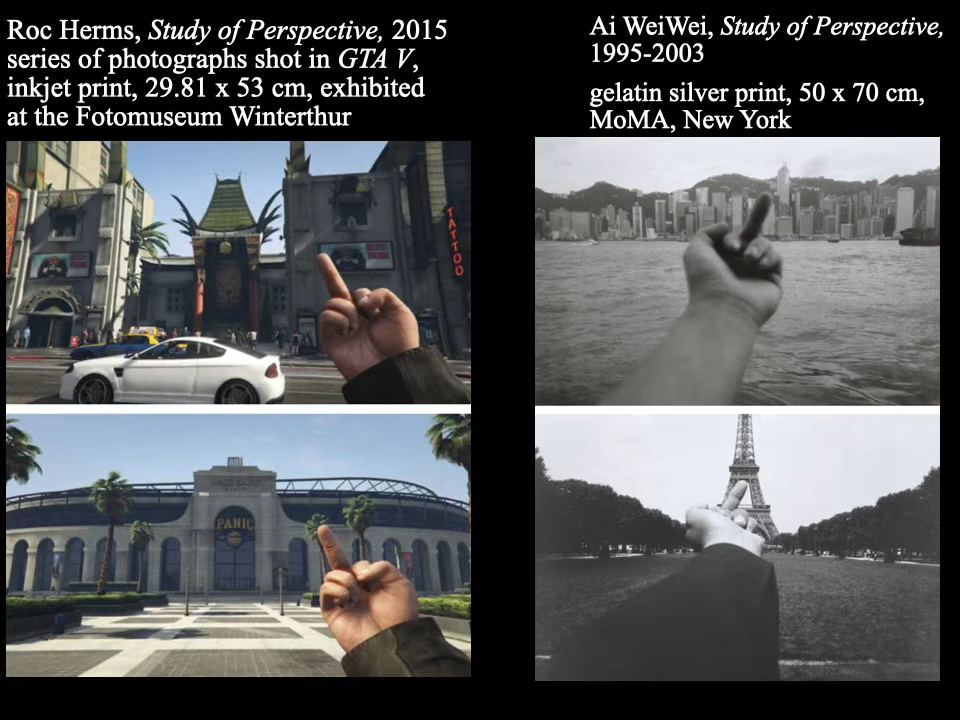 Roc Herms, Study of Perspective, 2015
series of photographs shot in GTA V,
inkjet print, 29.81 x 53 cm, exhibited
at the Fotomuseum Winterthur
Ai WeiWei, Study of Perspective,
1995-2003
gelatin silver print, 50 x 70 cm,
MoMA, New York
TATTOO
PANIC